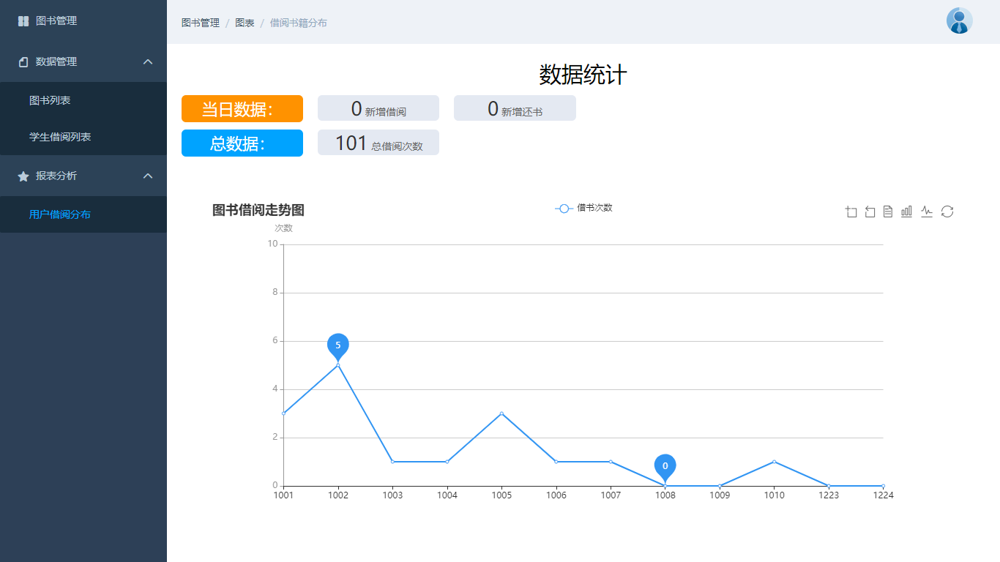 图书管理
数据管理
图书列表
学生借阅列表
报表分析
用户借阅分布
图书管理 / 图表 / 借阅书籍分布
数据统计
当日数据： 0 新增借阅 0 新增还书
总数据： 101 总借阅次数
图书借阅走势图
借书次数
次数
10
8
6
4
2
0
5
0
1001 1002 1003 1004 1005 1006 1007 1008 1009 1010 1223 1224